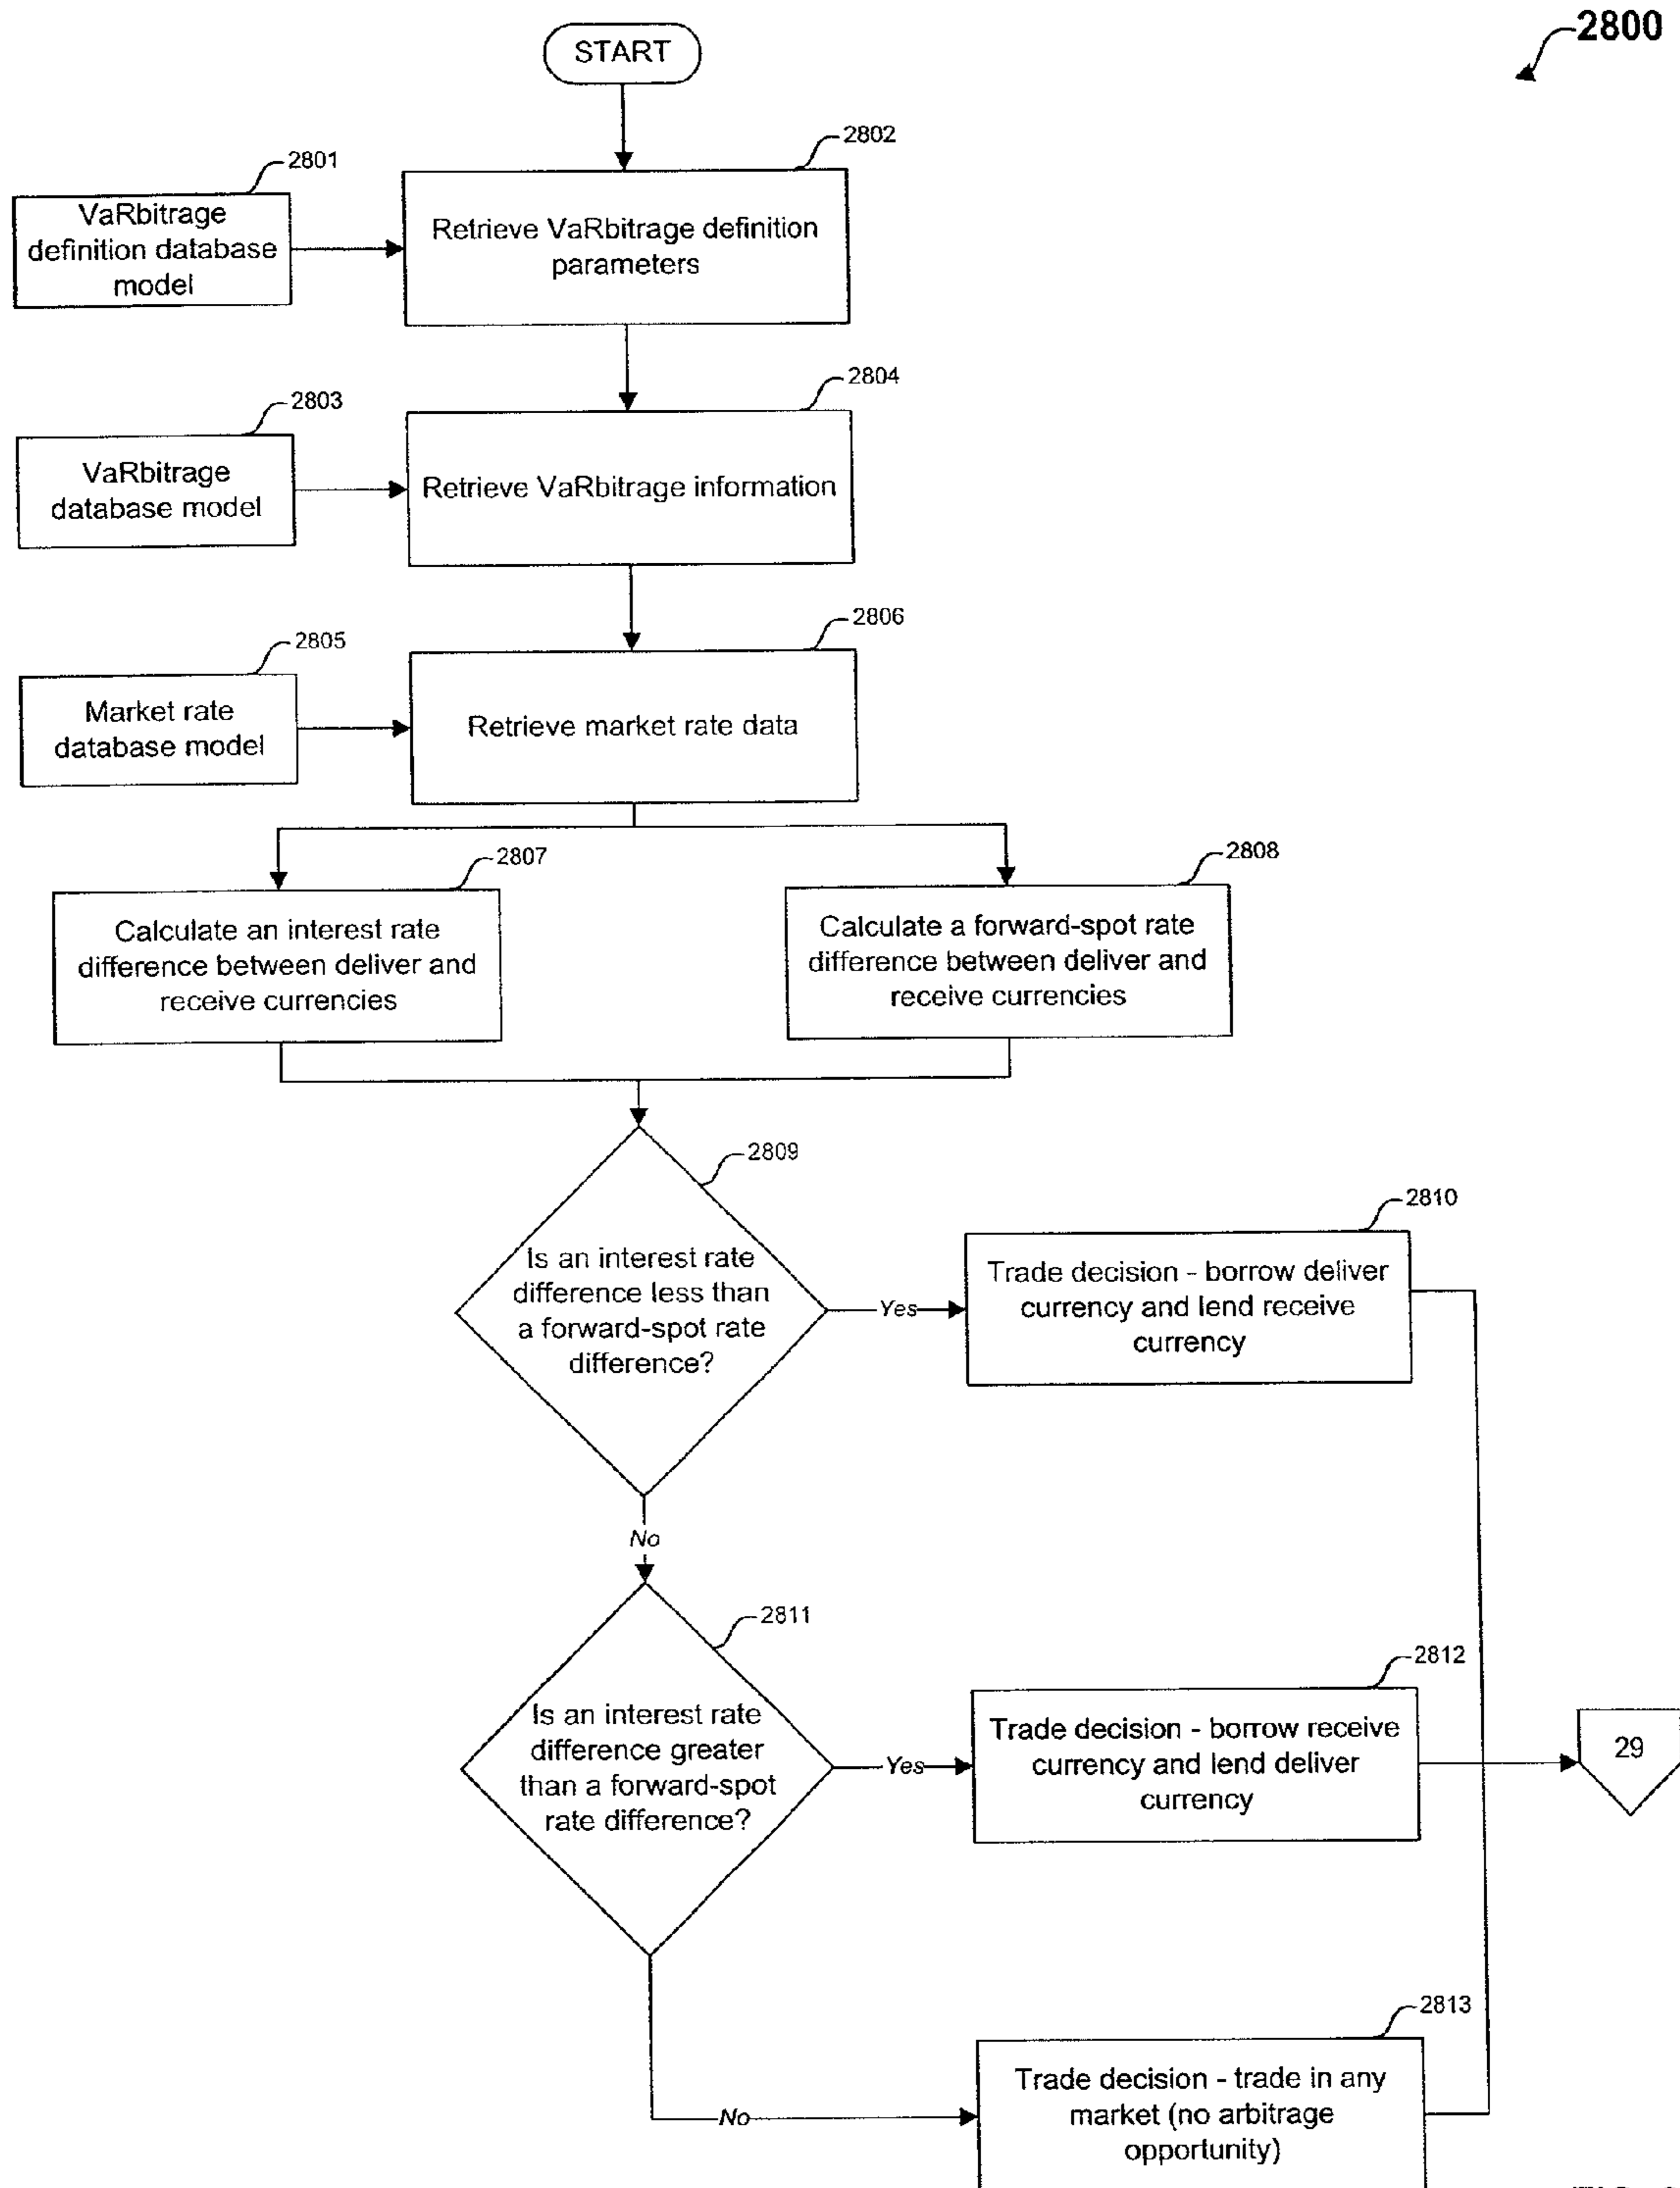 2800
START
2802
2801
VaRbitrage
definition database
model
Retrieve VaRbitrage definition
parameters
2804
2803
VaRbitrage
database model
Retrieve VaRbitrage information
2806
2805
Market rate
database model
Retrieve market rate data
2807
2808
Calculate an interest rate
difference between deliver and
receive currencies
Calculate a forward-spot rate
difference between deliver and
receive currencies
2809
Is an interest rate
difference less than
a forward-spot rate
difference?
Yes
2810
Trade decision - borrow deliver
currency and lend receive
currency
No
2811
Is an interest rate
difference greater
than a forward-spot
rate difference?
Yes
2812
Trade decision - borrow receive
currency and lend deliver
currency
29
No
2813
Trade decision - trade in any
market (no arbitrage
opportunity)